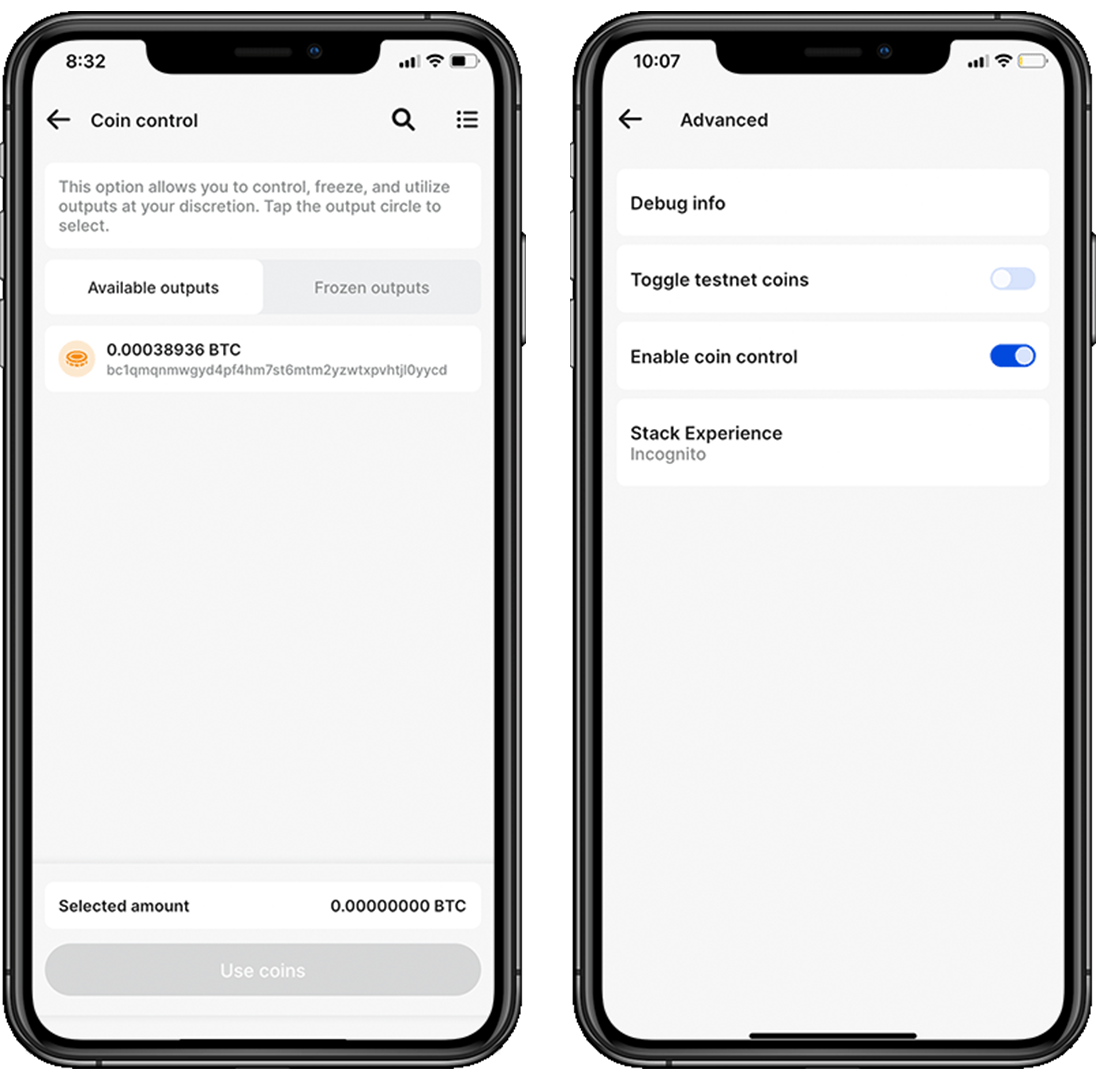 8:32
Coin control
This option allows you to control, freeze, and utilize
outputs at your discretion. Tap the output circle to
select.
Available outputs
Frozen outputs
0.00038936 BTC
bc1qmqnmwgyd4pf4hm7st6mtm2yzwtxpvhtjl0yycd
Selected amount
0.00000000 BTC
Use coins
10:07
Advanced
Debug info
Toggle testnet coins
Enable coin control
Stack Experience
Incognito